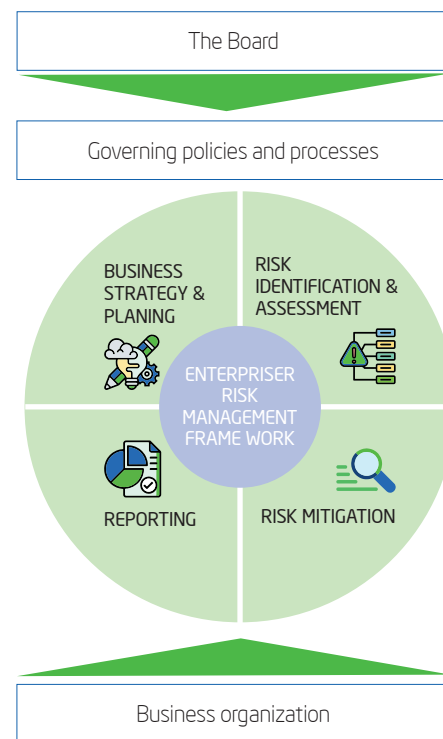 The Board
Governing policies and processes
BUSINESS
STRATEGY &
PLANING
RISK
IDENTIFICATION &
ASSESSMENT
ENTERPRISER
RISK
MANAGEMENT
FRAME WORK
REPORTING
RISK MITIGATION
Business organization